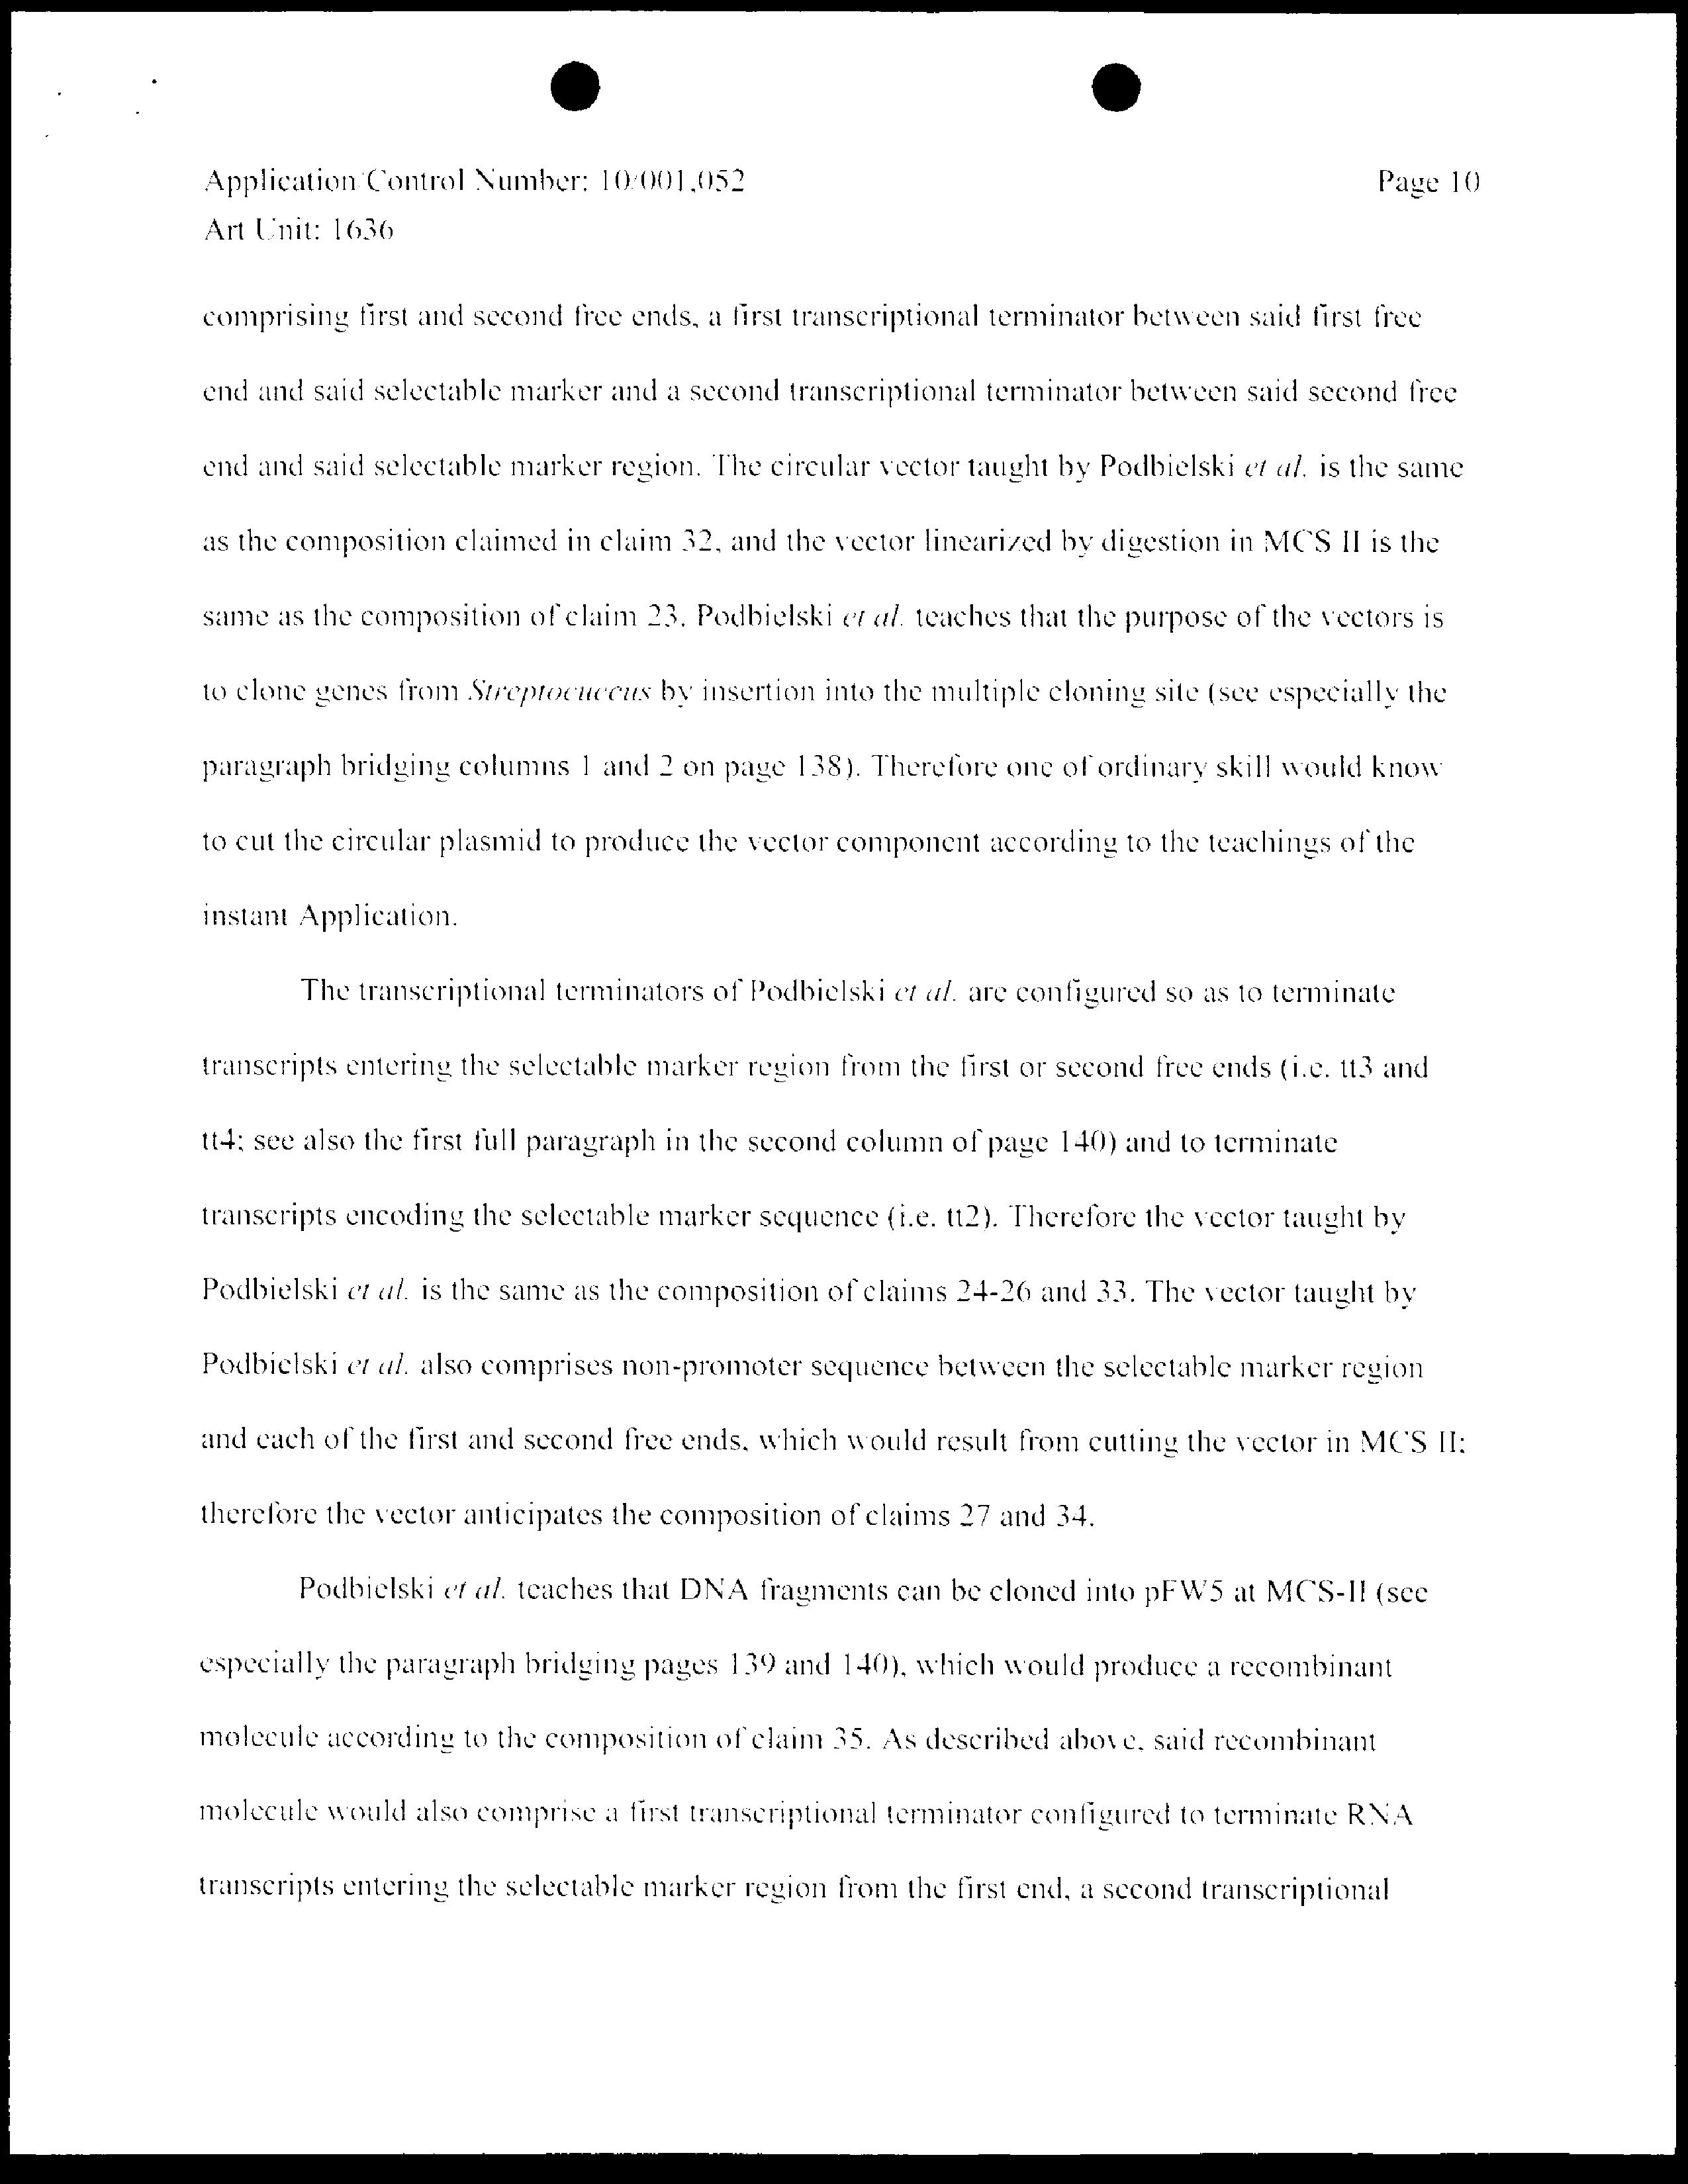 Application/Control Number: 10/001,052 Page 10
Art Unit: 1636
comprising first and second free ends, a first transcriptional terminator between said first free
end and said selectable marker and a second transcriptional terminator between said second free
end and said selectable marker region. The circular vector taught by Podbielski et al. is the same
as the composition claimed in claim 32, and the vector linearized by digestion in MCS II is the
same as the composition of claim 23. Podbielski et al. teaches that the purpose of the vectors is
to clone genes from Streptococcus by insertion into the multiple cloning site (see especially the
paragraph bridging columns 1 and 2 on page 138). Therefore one of ordinary skill would know
to cut the circular plasmid to produce the vector component according to the teachings of the
instant Application.
The transcriptional terminators of Podbielski et al. are configured so as to terminate
transcripts entering the selectable marker region from the first or second free ends (i.e. tt3 and
tt4; see also the first full paragraph in the second column of page 140) and to terminate
transcripts encoding the selectable marker sequence (i.e. tt2). Therefore the vector taught by
Podbielski et al. is the same as the composition of claims 24-26 and 33. The vector taught by
Podbielski et al. also comprises non-promoter sequence between the selectable marker region
and each of the first and second free ends, which would result from cutting the vector in MCS II;
therefore the vector anticipates the composition of claims 27 and 34.
Podbielski et al. teaches that DNA fragments can be cloned into pFW5 at MCS-II (see
especially the paragraph bridging pages 139 and 140), which would produce a recombinant
molecule according to the composition of claim 35. As described above, said recombinant
molecule would also comprise a first transcriptional terminator configured to terminate RNA
transcripts entering the selectable marker region from the first end, a second transcriptional